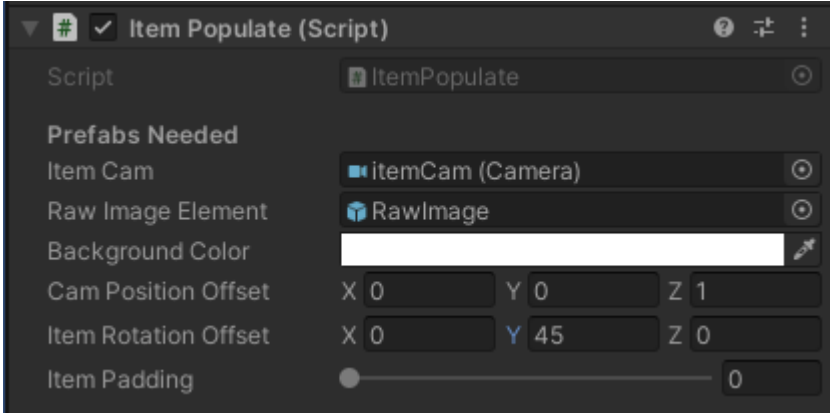 # Item Populate (Script)
Script # ItemPopulate
Prefabs Needed
Item Cam itemCam (Camera)
Raw Image Element RawImage
Background Color
Cam Position Offset X 0 Y 0 Z 1
Item Rotation Offset X 0 Y 45 Z 0
Item Padding 0